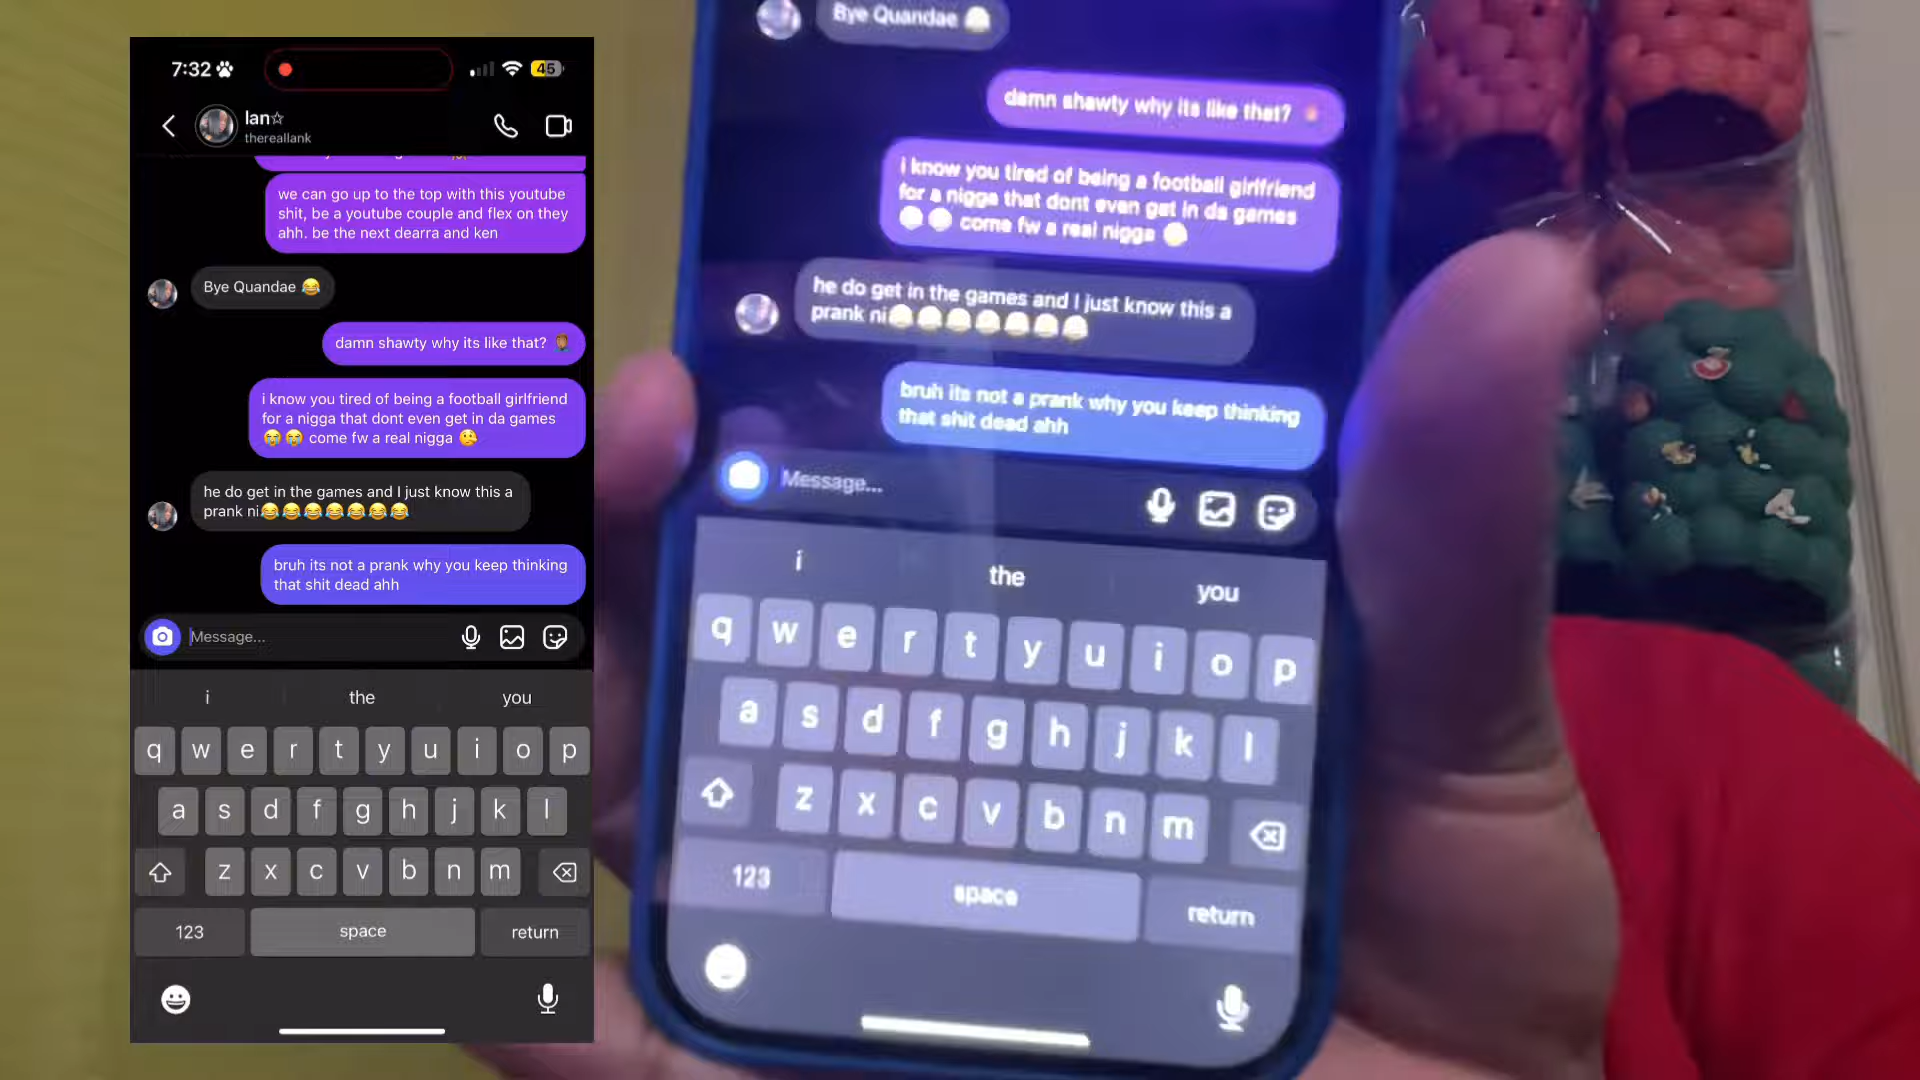 7:32
45
lan☆
thereallank
we can go up to the top with this youtube
shit, be a youtube couple and flex on they
ahh. be the next dearra and ken
Bye Quandae 😂
damn shawty why its like that? 🤦🏾‍♂️
i know you tired of being a football girlfriend
for a nigga that dont even get in da games
😭 😭 come fw a real nigga 🤔
he do get in the games and I just know this a
prank ni😂😂😂😂😂😂😂
bruh its not a prank why you keep thinking
that shit dead ahh
Message...
i the you
q w e r t y u i o p
a s d f g h j k l
z x c v b n m
123 space return
Bye Quandae
damn shawty why its like that?
i know you tired of being a football girlfriend
for a nigga that dont even get in da games
come fw a real nigga
he do get in the games and I just know this a
prank ni
bruh its not a prank why you keep thinking
that shit dead ahh
Message...
i the you
q w e r t y u i o p
a s d f g h j k l
z x c v b n m
123 space return